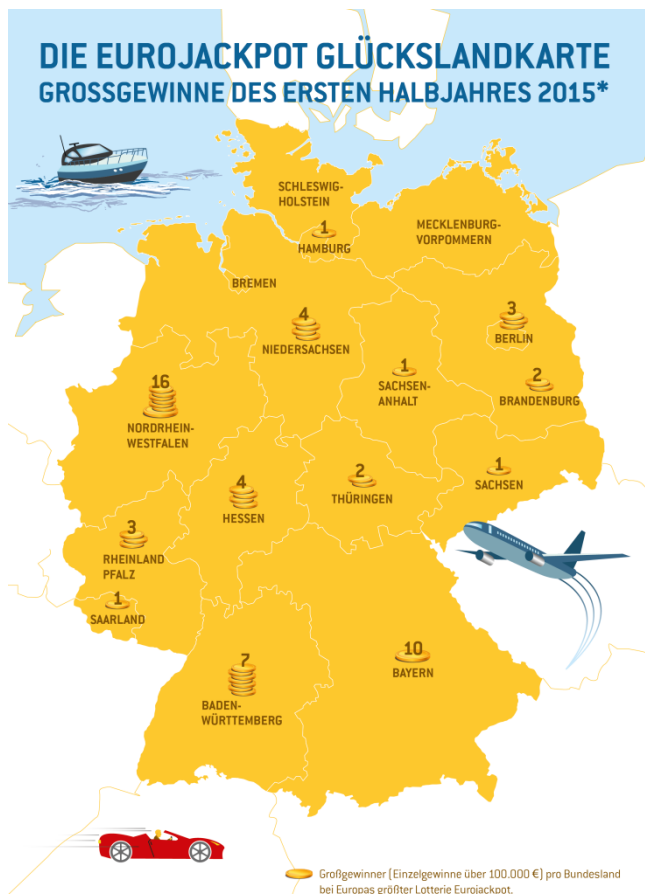 DIE EUROJACKPOT GLÜCKSLANDKARTE
GROSSGEWINNE DES ERSTEN HALBJAHRES 2015*
SCHLESWIG-
HOLSTEIN
1
HAMBURG
MECKLENBURG-
VORPOMMERN
BREMEN
4
NIEDERSACHSEN
3
BERLIN
1
SACHSEN-
ANHALT
2
BRANDENBURG
16
NORDRHEIN-
WESTFALEN
4
HESSEN
2
THÜRINGEN
1
SACHSEN
3
RHEINLAND
PFALZ
1
SAARLAND
7
BADEN-
WÜRTTEMBERG
10
BAYERN
Großgewinner (Einzelgewinne über 100.000 €) pro Bundesland
bei Europas größter Lotterie Eurojackpot.